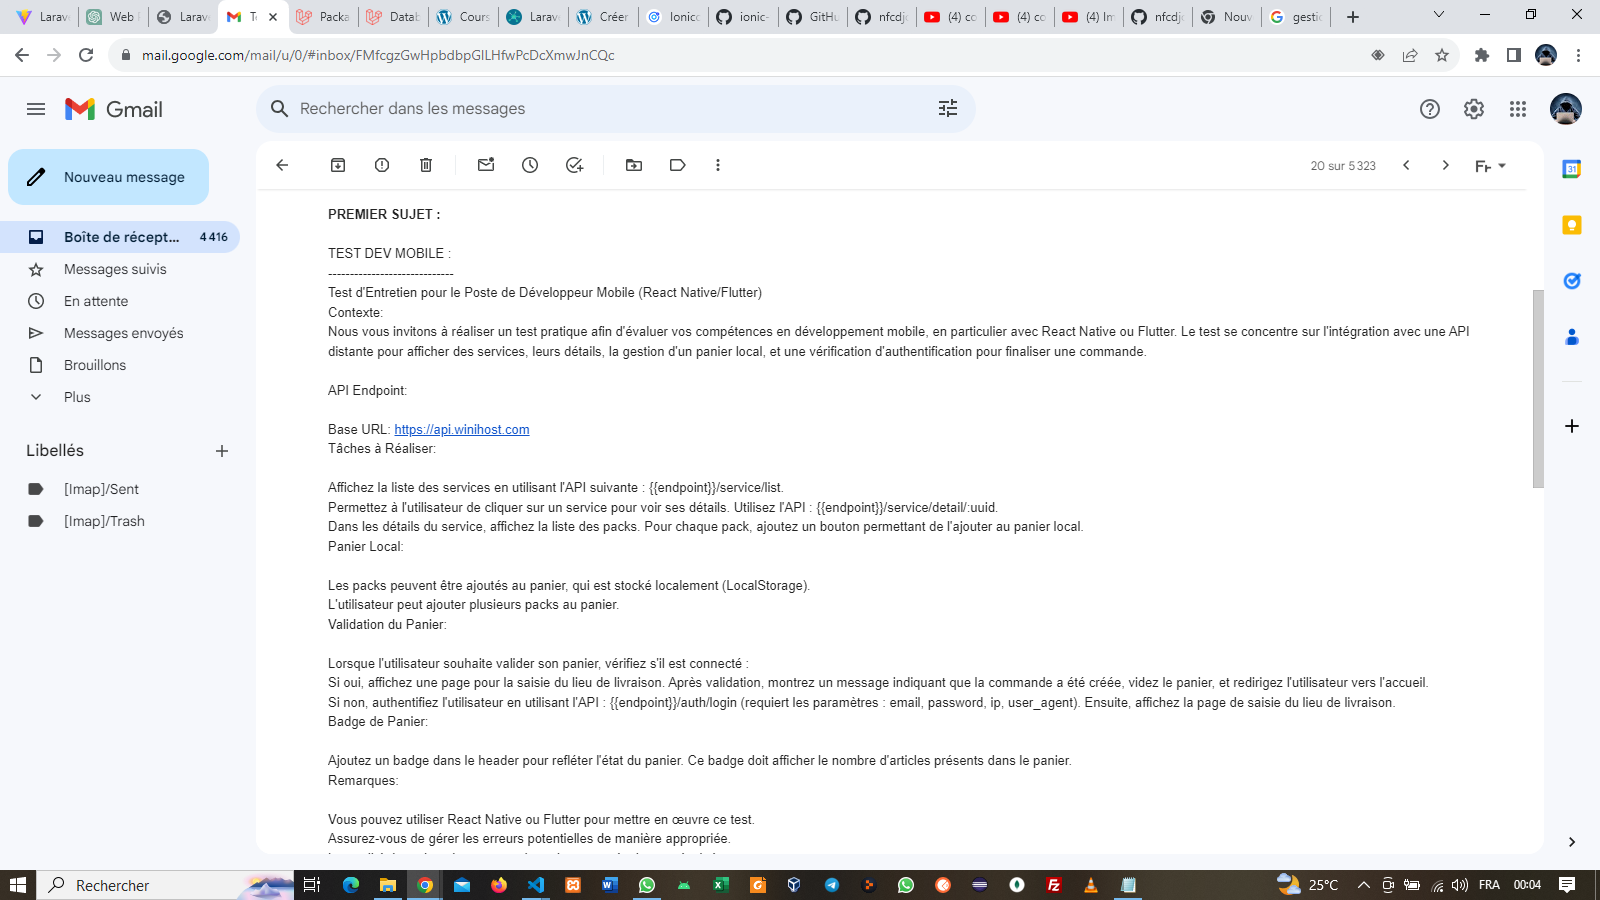 Larave
Web F
Larave
Te
Packa
Datab
Cours
Larave
Créer
Ionico
ionic-
GitHu
nfcdjo
(4) co
(4) co
(4) Im
nfcdjo
Nouv
gestic
mail.google.com/mail/u/0/#inbox/FMfcgzGwHpbdbpGlLHfwPcDcXmwJnCQc
Gmail
Rechercher dans les messages
Nouveau message
20 sur 5 323
Fr
Boîte de récept... 4 416
Messages suivis
En attente
Messages envoyés
Brouillons
Plus
Libellés
[Imap]/Sent
[Imap]/Trash
31
PREMIER SUJET :
TEST DEV MOBILE :
-----------------------------
Test d'Entretien pour le Poste de Développeur Mobile (React Native/Flutter)
Contexte:
Nous vous invitons à réaliser un test pratique afin d'évaluer vos compétences en développement mobile, en particulier avec React Native ou Flutter. Le test se concentre sur l'intégration avec une API
distante pour afficher des services, leurs détails, la gestion d'un panier local, et une vérification d'authentification pour finaliser une commande.
API Endpoint:
Base URL: https://api.winihost.com
Tâches à Réaliser:
Affichez la liste des services en utilisant l'API suivante : {{endpoint}}/service/list.
Permettez à l'utilisateur de cliquer sur un service pour voir ses détails. Utilisez l'API : {{endpoint}}/service/detail/:uuid.
Dans les détails du service, affichez la liste des packs. Pour chaque pack, ajoutez un bouton permettant de l'ajouter au panier local.
Panier Local:
Les packs peuvent être ajoutés au panier, qui est stocké localement (LocalStorage).
L'utilisateur peut ajouter plusieurs packs au panier.
Validation du Panier:
Lorsque l'utilisateur souhaite valider son panier, vérifiez s'il est connecté :
Si oui, affichez une page pour la saisie du lieu de livraison. Après validation, montrez un message indiquant que la commande a été créée, videz le panier, et redirigez l'utilisateur vers l'accueil.
Si non, authentifiez l'utilisateur en utilisant l'API : {{endpoint}}/auth/login (requiert les paramètres : email, password, ip, user_agent). Ensuite, affichez la page de saisie du lieu de livraison.
Badge de Panier:
Ajoutez un badge dans le header pour refléter l'état du panier. Ce badge doit afficher le nombre d'articles présents dans le panier.
Remarques:
Vous pouvez utiliser React Native ou Flutter pour mettre en œuvre ce test.
Assurez-vous de gérer les erreurs potentielles de manière appropriée.
Rechercher
25°C
FRA
00:04